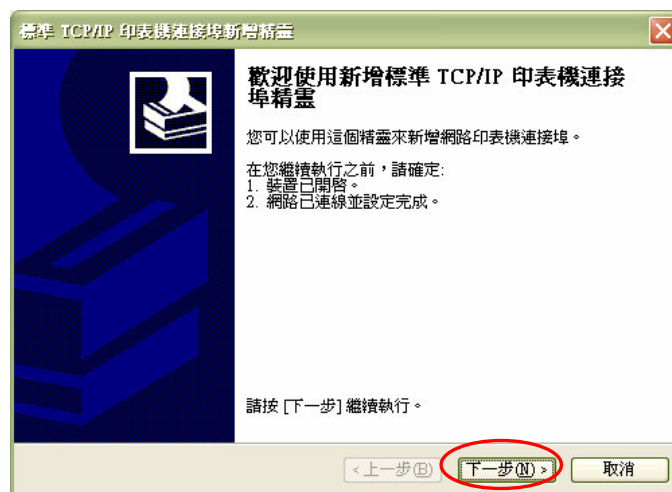 標準 TCP/IP 印表機連接埠新增精靈
歡迎使用新增標準 TCP/IP 印表機連接
埠精靈
您可以使用這個精靈來新增網路印表機連接埠。
在您繼續執行之前，請確定:
1. 裝置已開啓。
2. 網路已連線並設定完成。
請按 [下一步] 繼續執行。
<上一步(B) 下一步(N)> 取消